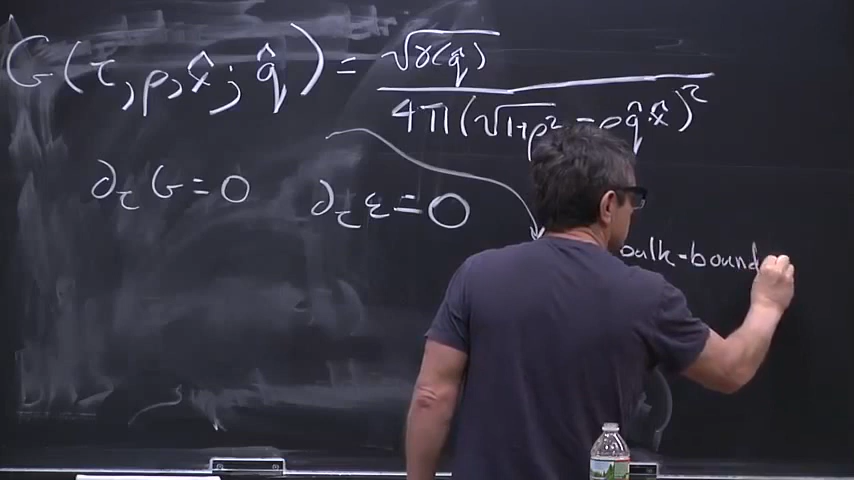 G(τ,ρ,x̂;q̂) = √γ(q̂) / 4π(√1+ρ² - ρq̂·x̂)²
∂_τ G = 0 ∂_τ ε = 0
bulk-bound